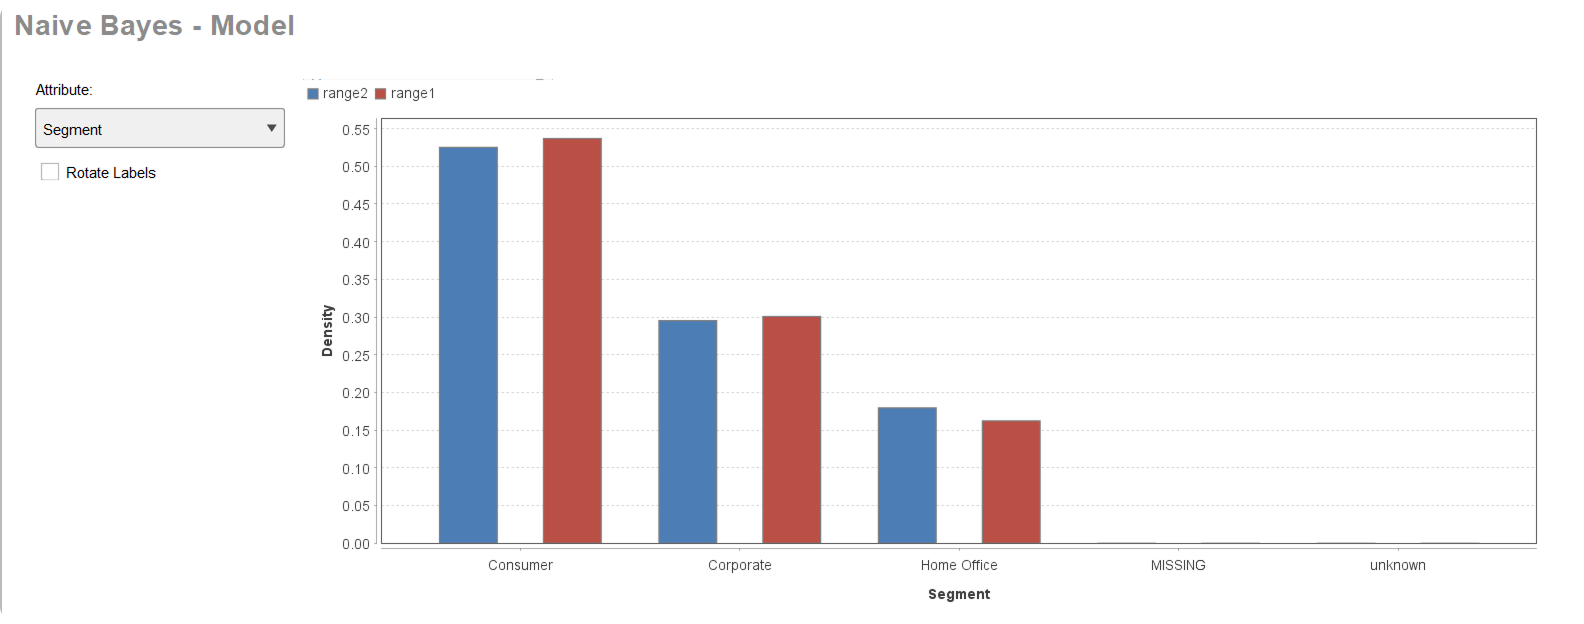 Naive Bayes - Model
Attribute:
Segment
Rotate Labels
range2 range1
0.55
0.50
0.45
0.40
0.35
0.30
0.25
0.20
0.15
0.10
0.05
0.00
Density
Consumer Corporate Home Office MISSING unknown
Segment